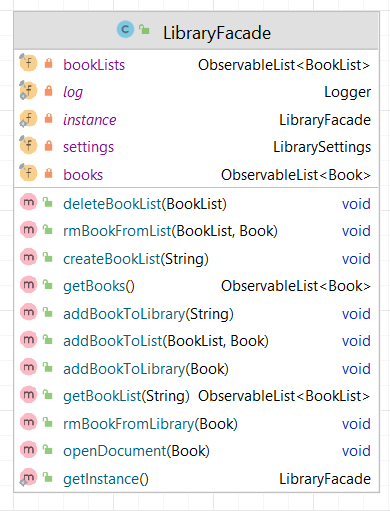 LibraryFacade
bookLists ObservableList<BookList>
log Logger
instance LibraryFacade
settings LibrarySettings
books ObservableList<Book>
deleteBookList(BookList) void
rmBookFromList(BookList, Book) void
createBookList(String) void
getBooks() ObservableList<Book>
addBookToLibrary(String) void
addBookToList(BookList, Book) void
addBookToLibrary(Book) void
getBookList(String) ObservableList<BookList>
rmBookFromLibrary(Book) void
openDocument(Book) void
getInstance() LibraryFacade